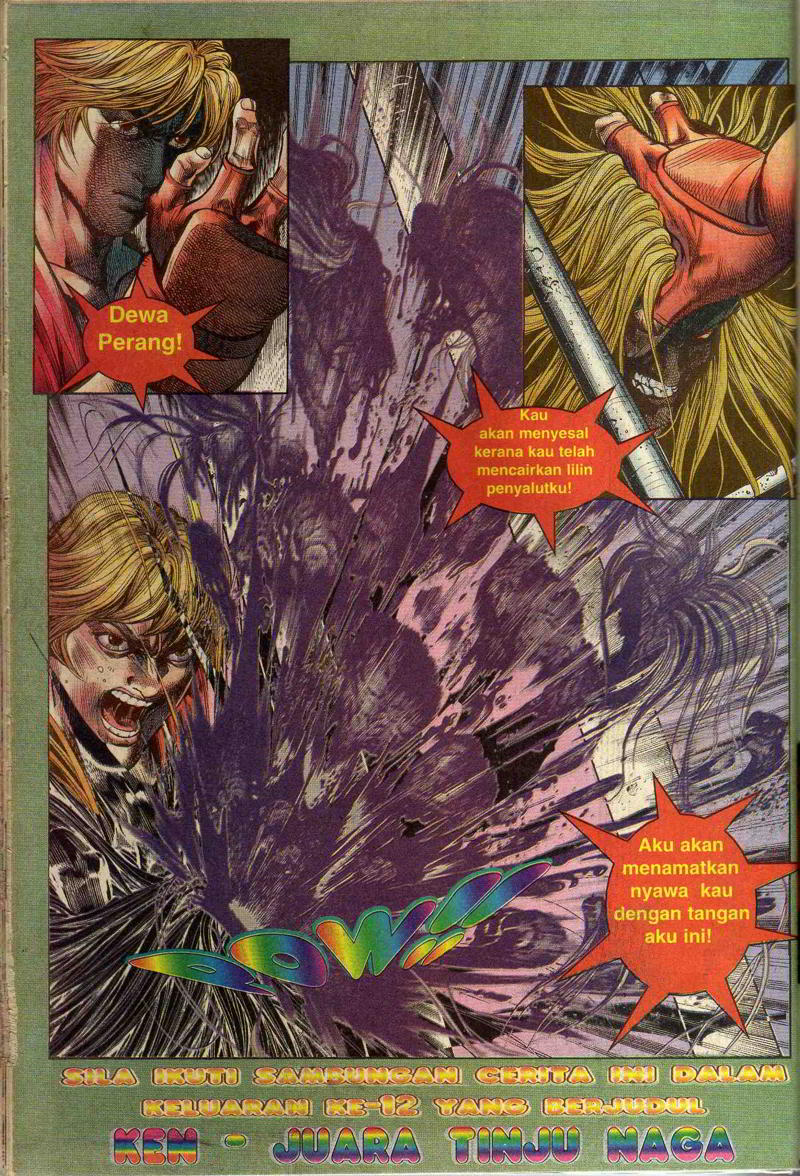 Dewa
Perang!
Kau
akan menyesal
kerana kau telah
mencairkan lilin
penyalutku!
Aku akan
menamatkan
nyawa kau
dengan tangan
aku ini!
POW!!
SILA IKUTI SAMBUNGAN CERITA INI DALAM
KELUARAN KE-12 YANG BERJUDUL
KEN - JUARA TINJU NAGA